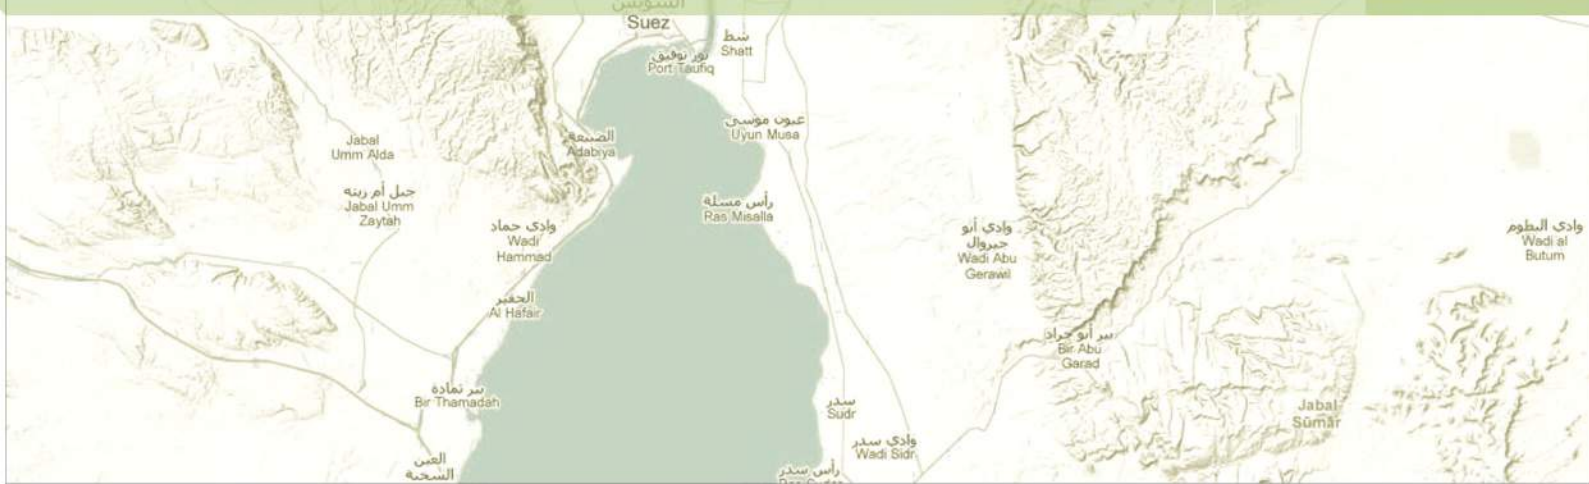 السويس
Suez
شط
Shatt
بور توفيق
Port Taufiq
عيون موسى
Uyun Musa
Adabiya
Jabal
Umm Alda
جبل أم زيته
Jabal Umm
Zaytah
رأس مسلة
Ras Misalla
وادي حماد
Wadi
Hammad
وادي أبو
جيروال
Wadi Abu
Gerawil
وادي البطوم
Wadi al
Butum
الحفير
Al Hafair
بير أبو جراد
Bir Abu
Garad
بير تمادة
Bir Thamadah
سدر
Sudr
Jabal
Sūmār
وادي سدر
Wadi Sidr
العين
السخنة
رأس سدر